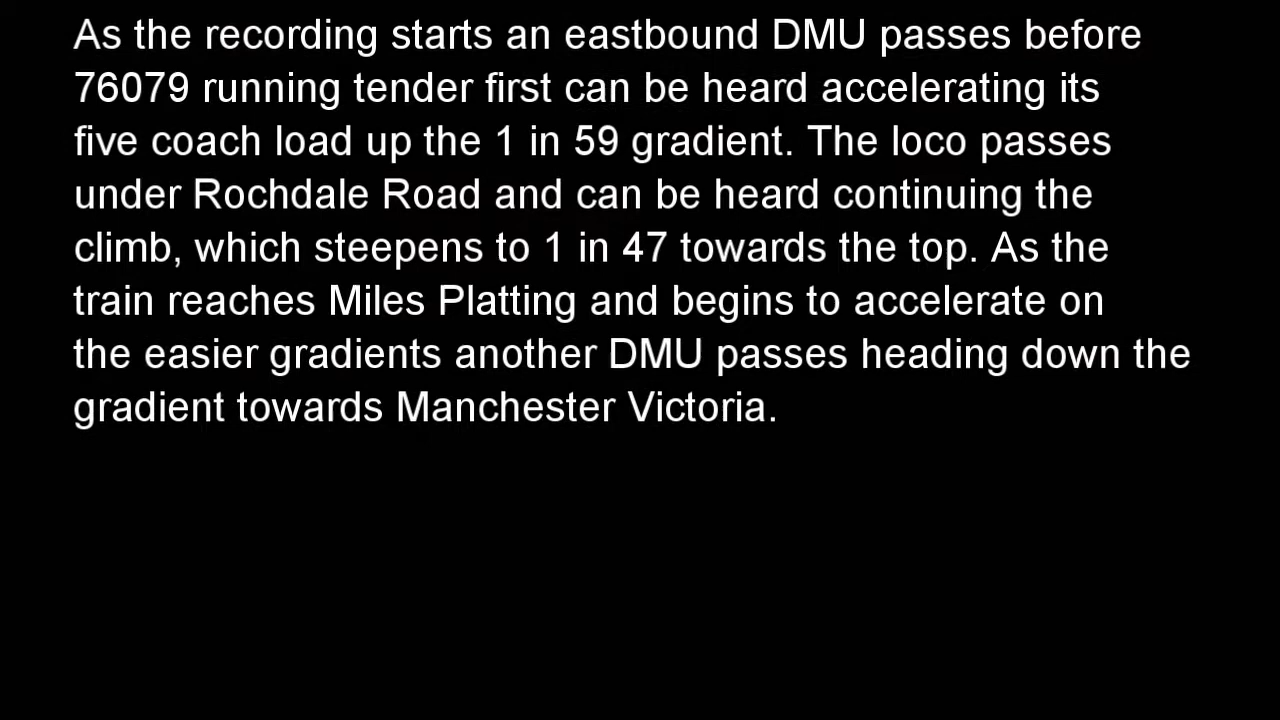 As the recording starts an eastbound DMU passes before
76079 running tender first can be heard accelerating its
five coach load up the 1 in 59 gradient. The loco passes
under Rochdale Road and can be heard continuing the
climb, which steepens to 1 in 47 towards the top. As the
train reaches Miles Platting and begins to accelerate on
the easier gradients another DMU passes heading down the
gradient towards Manchester Victoria.